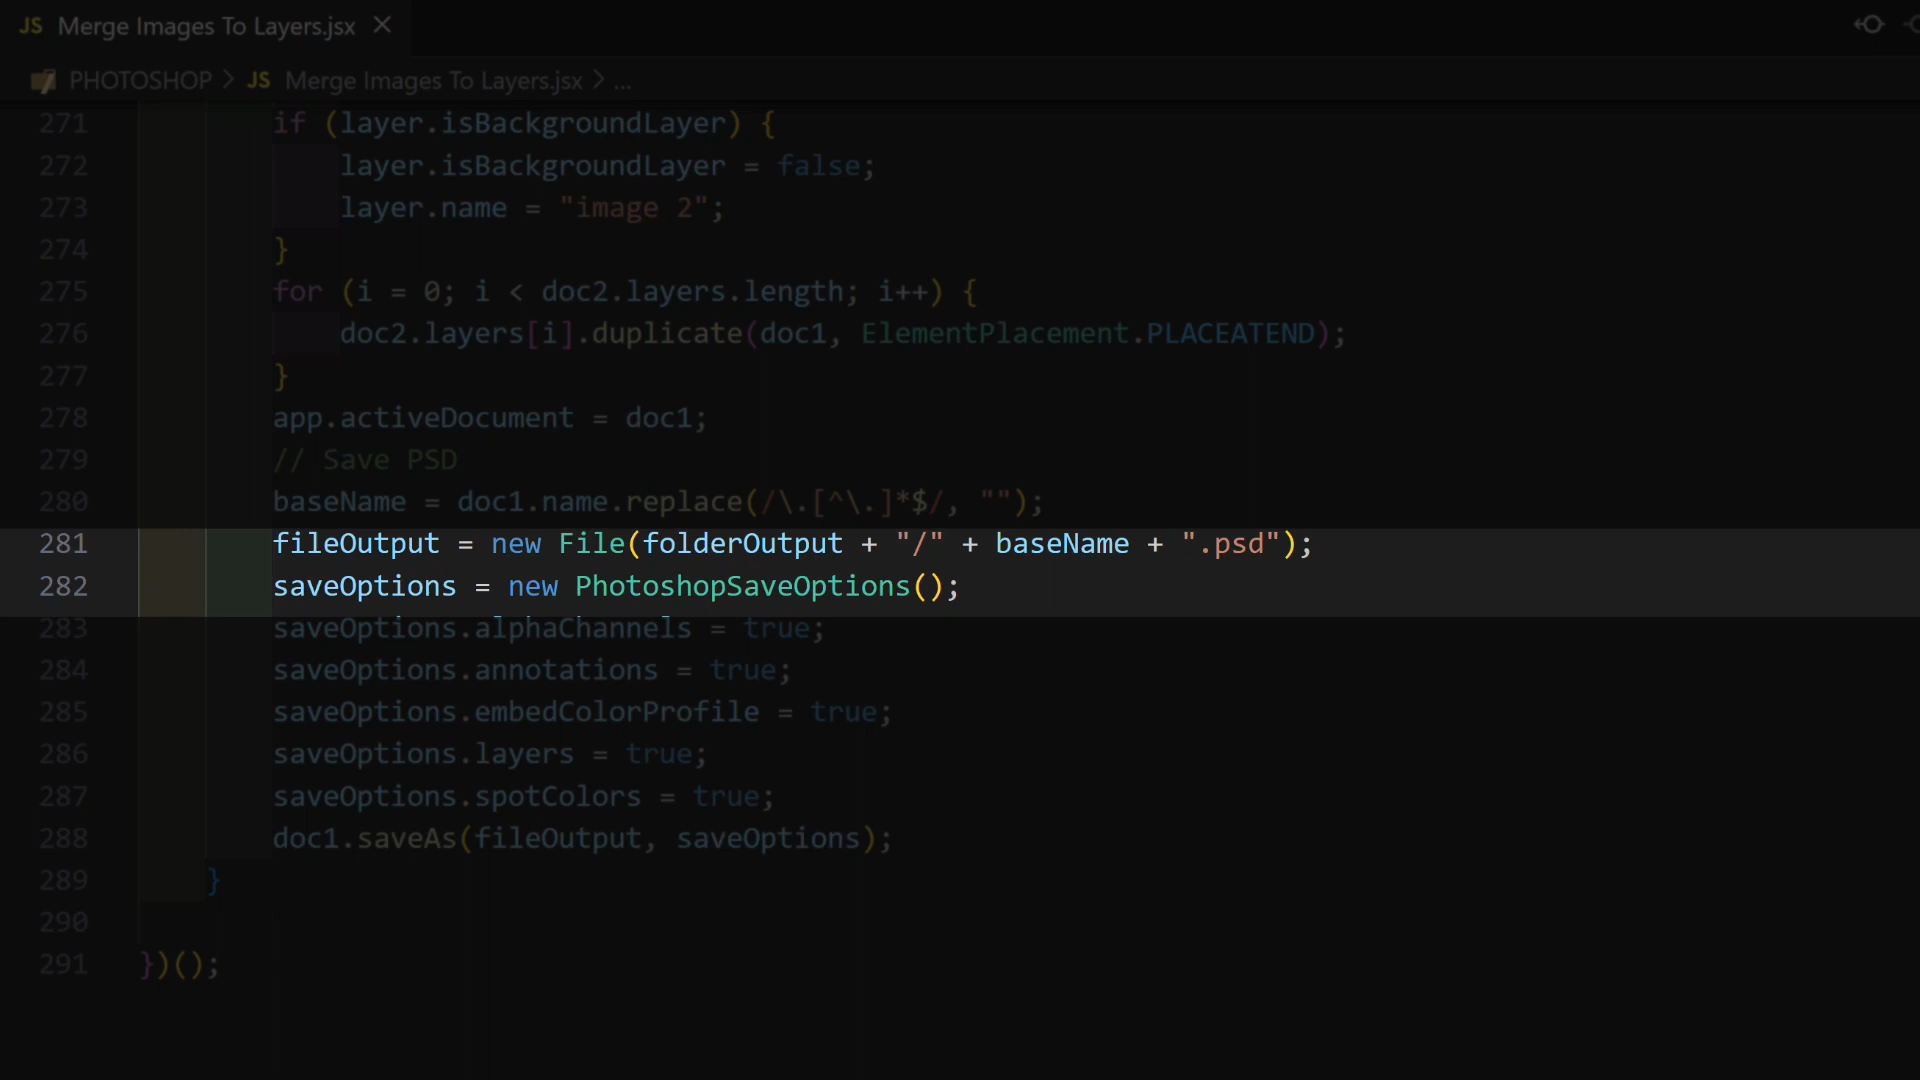 JS Merge Images To Layers.jsx
PHOTOSHOP > JS Merge Images To Layers.jsx > ...
271 if (layer.isBackgroundLayer) {
272 layer.isBackgroundLayer = false;
273 layer.name = "image 2";
274 }
275 for (i = 0; i < doc2.layers.length; i++) {
276 doc2.layers[i].duplicate(doc1, ElementPlacement.PLACEATEND);
277 }
278 app.activeDocument = doc1;
279 // Save PSD
280 baseName = doc1.name.replace(/\.[^\.]*$/, "");
281 fileOutput = new File(folderOutput + "/" + baseName + ".psd");
282 saveOptions = new PhotoshopSaveOptions();
283 saveOptions.alphaChannels = true;
284 saveOptions.annotations = true;
285 saveOptions.embedColorProfile = true;
286 saveOptions.layers = true;
287 saveOptions.spotColors = true;
288 doc1.saveAs(fileOutput, saveOptions);
289 }
290
291 })();